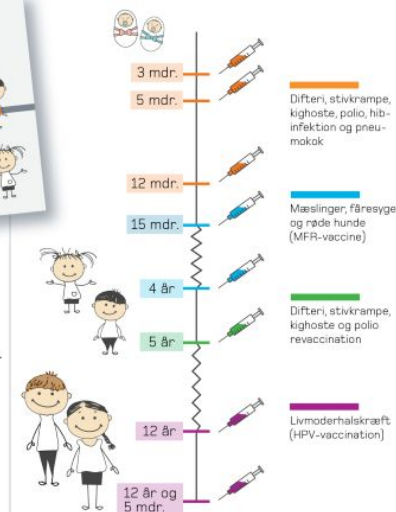 3 mdr.
5 mdr.
12 mdr.
15 mdr.
4 år
5 år
12 år
12 år og
5 mdr.
Difteri, stivkrampe,
kighoste, polio, hib-
infektion og pneu-
mokok
Mæslinger, fåresyge
og røde hunde
(MFR-vaccine)
Difteri, stivkrampe,
kighoste og polio
revaccination
Livmoderhalskræft
(HPV-vaccination)